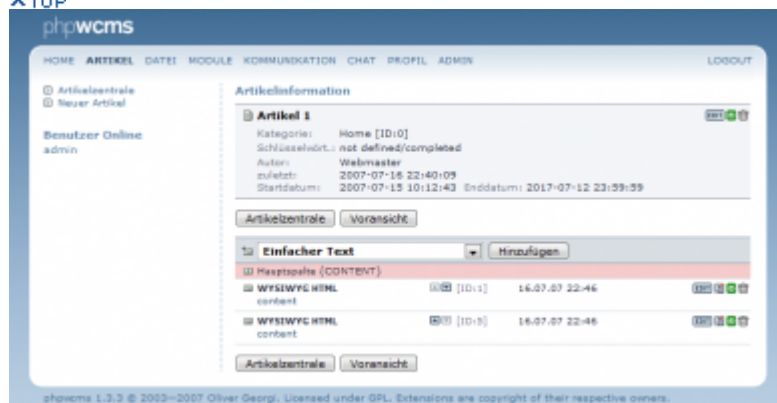 TOP
phpwcms
HOME ARTIKEL DATEI MODULE KOMMUNIKATION CHAT PROFIL ADMIN LOGOUT
Artikelzentrale
Neuer Artikel
Benutzer Online
admin
Artikelinformation
Artikel 1
EDIT
Kategorie: Home [ID:0]
Schlüsselwört.: not defined/completed
Autor: Webmaster
zuletzt: 2007-07-16 22:40:09
Startdatum: 2007-07-15 10:12:43 Enddatum: 2017-07-12 23:59:59
Artikelzentrale Voransicht
Einfacher Text Hinzufügen
Hauptspalte {CONTENT}
WYSIWYG HTML [ID:1] 16.07.07 22:46 EDIT
content
WYSIWYG HTML 16.07.07 22:46 EDIT
content
Artikelzentrale Voransicht
phpwcms 1.3.3 © 2003—2007 Oliver Georgi. Licensed under GPL. Extensions are copyright of their respective owners.